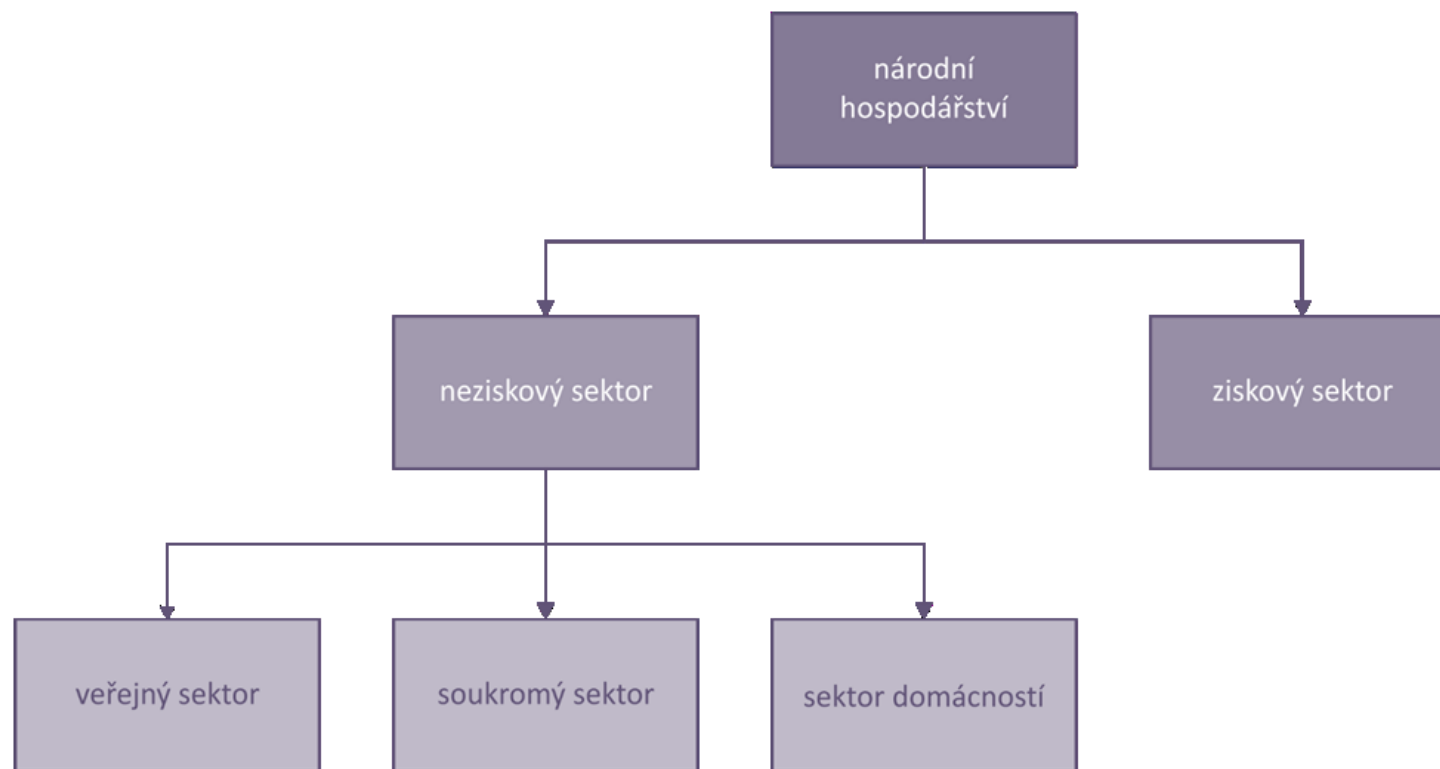 národní
hospodářství
neziskový sektor
ziskový sektor
veřejný sektor
soukromý sektor
sektor domácností